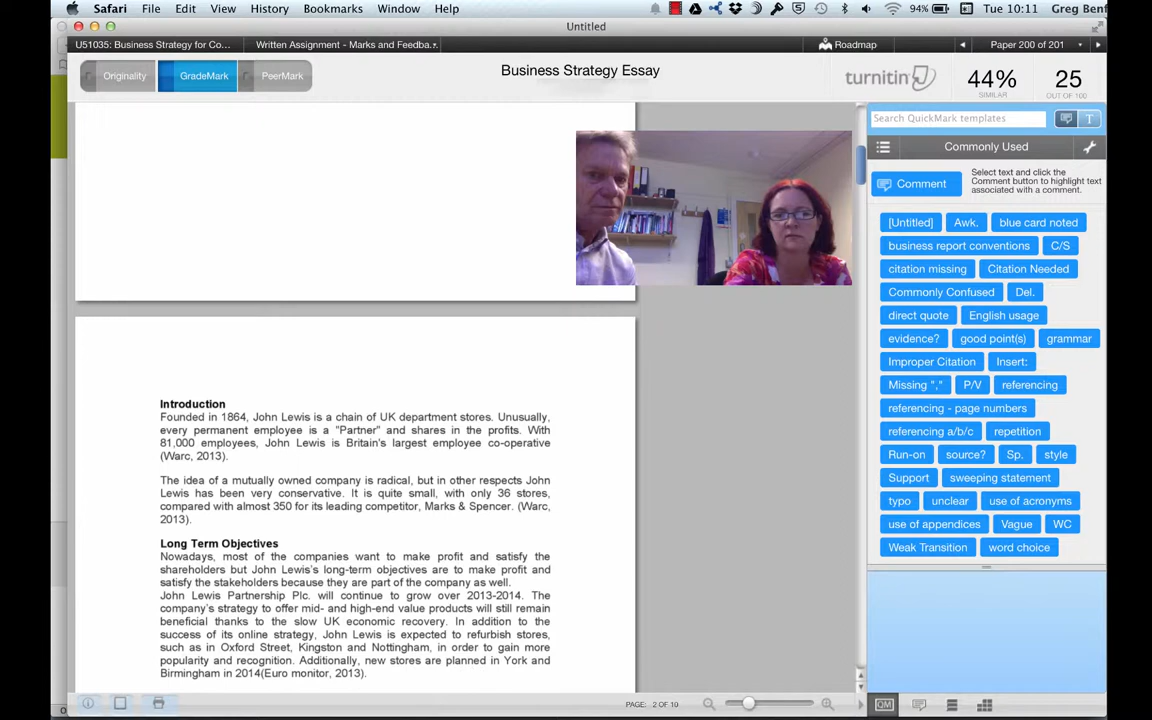 Safari File Edit View History Bookmarks Window Help
94% Tue 10:11 Greg Benf
Untitled
U51035: Business Strategy for Co... Written Assignment - Marks and Feedba... Roadmap Paper 200 of 201
Originality GradeMark PeerMark
Business Strategy Essay
turnitin 44% 25
SIMILAR OUT OF 100
Search QuickMark templates T
Commonly Used
Comment
Select text and click the
Comment button to highlight text
associated with a comment.
[Untitled] Awk. blue card noted
business report conventions C/S
citation missing Citation Needed
Commonly Confused Del.
direct quote English usage
evidence? good point(s) grammar
Improper Citation Insert:
Missing "," P/V referencing
referencing - page numbers
referencing a/b/c repetition
Run-on source? Sp. style
Support sweeping statement
typo unclear use of acronyms
use of appendices Vague WC
Weak Transition word choice
Introduction
Founded in 1864, John Lewis is a chain of UK department stores. Unusually,
every permanent employee is a "Partner" and shares in the profits. With
81,000 employees, John Lewis is Britain's largest employee co-operative
(Warc, 2013).
The idea of a mutually owned company is radical, but in other respects John
Lewis has been very conservative. It is quite small, with only 36 stores,
compared with almost 350 for its leading competitor, Marks & Spencer. (Warc,
2013).
Long Term Objectives
Nowadays, most of the companies want to make profit and satisfy the
shareholders but John Lewis's long-term objectives are to make profit and
satisfy the stakeholders because they are part of the company as well.
John Lewis Partnership Plc. will continue to grow over 2013-2014. The
company's strategy to offer mid- and high-end value products will still remain
beneficial thanks to the slow UK economic recovery. In addition to the
success of its online strategy, John Lewis is expected to refurbish stores,
such as in Oxford Street, Kingston and Nottingham, in order to gain more
popularity and recognition. Additionally, new stores are planned in York and
Birmingham in 2014(Euro monitor, 2013).
PAGE: 2 OF 19
QM